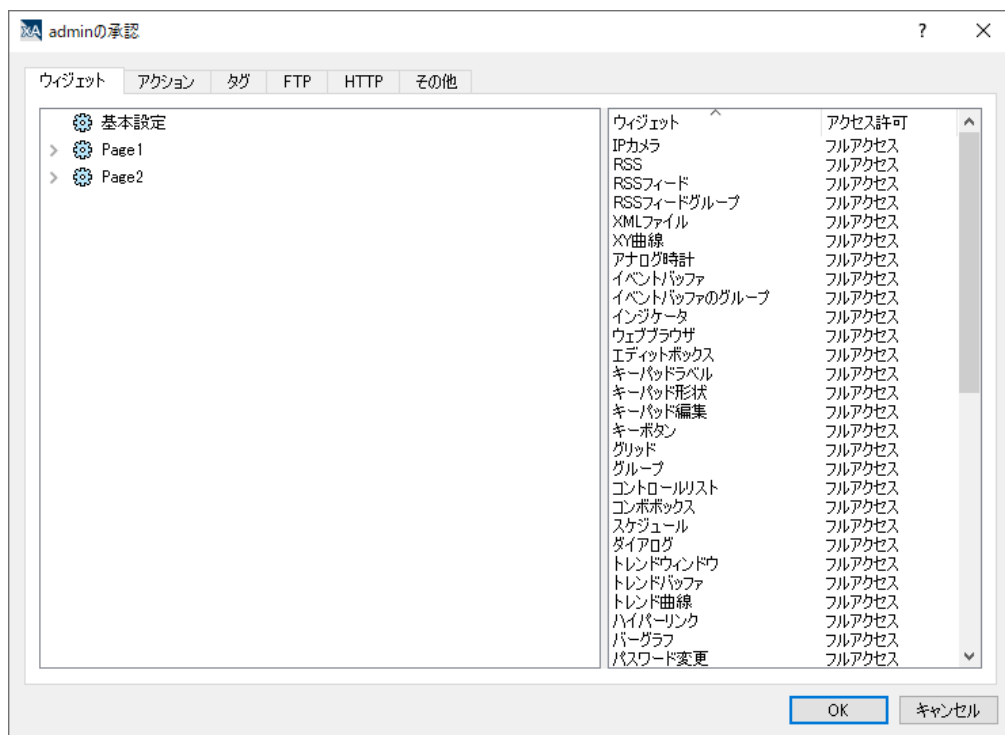 XA adminの承認 ?
ウィジェット アクション タグ FTP HTTP その他
基本設定
Page1
Page2
ウィジェット アクセス許可
IPカメラ フルアクセス
RSS フルアクセス
RSSフィード フルアクセス
RSSフィードグループ フルアクセス
XMLファイル フルアクセス
XY曲線 フルアクセス
アナログ時計 フルアクセス
イベントバッファ フルアクセス
イベントバッファのグループ フルアクセス
インジケータ フルアクセス
ウェブブラウザ フルアクセス
エディットボックス フルアクセス
キーパッドラベル フルアクセス
キーパッド形状 フルアクセス
キーパッド編集 フルアクセス
キーボタン フルアクセス
グリッド フルアクセス
グループ フルアクセス
コントロールリスト フルアクセス
コンボボックス フルアクセス
スケジュール フルアクセス
ダイアログ フルアクセス
トレンドウィンドウ フルアクセス
トレンドバッファ フルアクセス
トレンド曲線 フルアクセス
ハイパーリンク フルアクセス
バーグラフ フルアクセス
パスワード変更 フルアクセス
OK キャンセル